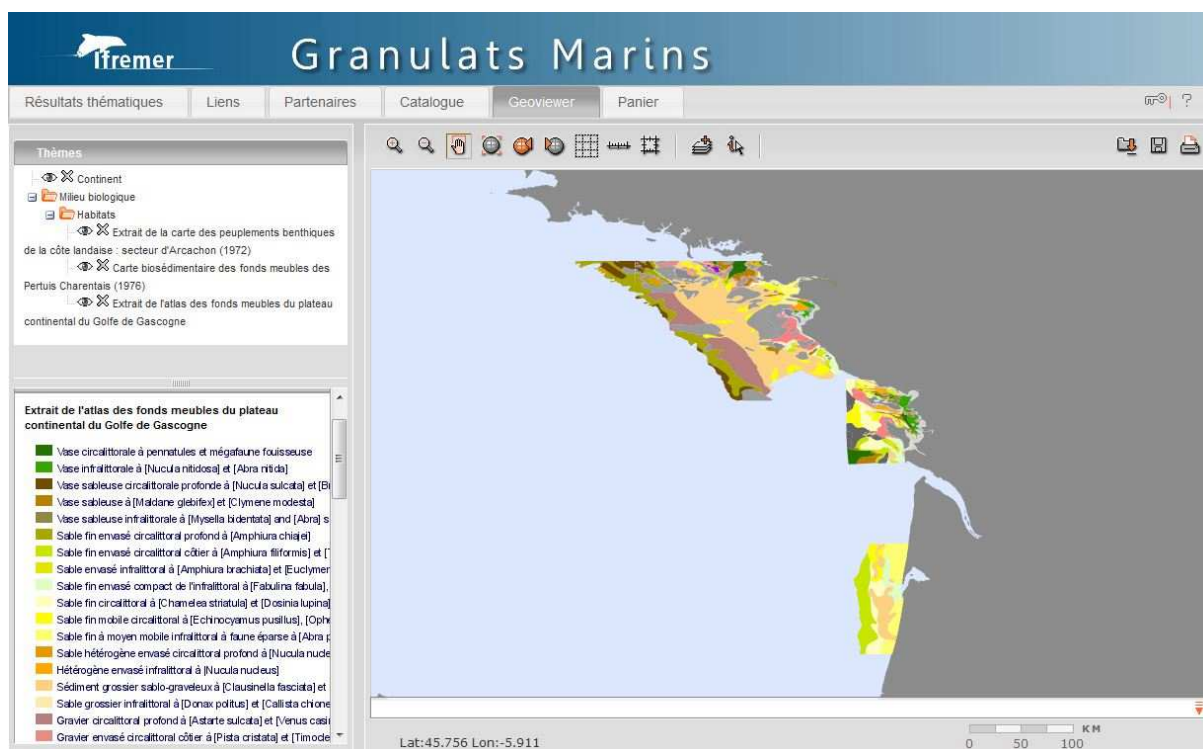 Ifremer
Granulats Marins
Résultats thématiques
Liens
Partenaires
Catalogue
Geoviewer
Panier
?
Thèmes
Continent
Milieu biologique
Habitats
Extrait de la carte des peuplements benthiques
de la côte landaise : secteur d'Arcachon (1972)
Carte biosédimentaire des fonds meubles des
Pertuis Charentais (1976)
Extrait de l'atlas des fonds meubles du plateau
continental du Golfe de Gascogne
Extrait de l'atlas des fonds meubles du plateau
continental du Golfe de Gascogne
Vase circalittorale à pennatules et mégafaune fouisseuse
Vase infralittorale à [Nucula nitidosa] et [Abra nitida]
Vase sableuse circalittorale profonde à [Nucula sulcata] et [Bri
Vase sableuse à [Maldane glebifex] et [Clymene modesta]
Vase sableuse infralittorale à [Mysella bidentata] and [Abra] s
Sable fin envasé circalittoral profond à [Amphiura chiajei]
Sable fin envasé circalittoral côtier à [Amphiura filiformis] et [T
Sable envasé infralittoral à [Amphiura brachiata] et [Euclymer
Sable fin envasé compact de l'infralittoral à [Fabulina fabula],
Sable fin circalittoral à [Chamelea striatula] et [Dosinia lupina]
Sable fin mobile circalittoral à [Echinocyamus pusillus], [Ophe
Sable fin à moyen mobile infralittoral à faune éparse à [Abra p
Sable hétérogène envasé circalittoral profond à [Nucula nucle
Hétérogène envasé infralittoral à [Nucula nucleus]
Sédiment grossier sablo-graveleux à [Clausinella fasciata] et
Sable grossier infralittoral à [Donax politus] et [Callista chione
Gravier circalittoral profond à [Astarte sulcata] et [Venus casi
Gravier envasé circalittoral côtier à [Pista cristata] et [Timocle
Lat:45.756 Lon:-5.911
KM
0 50 100